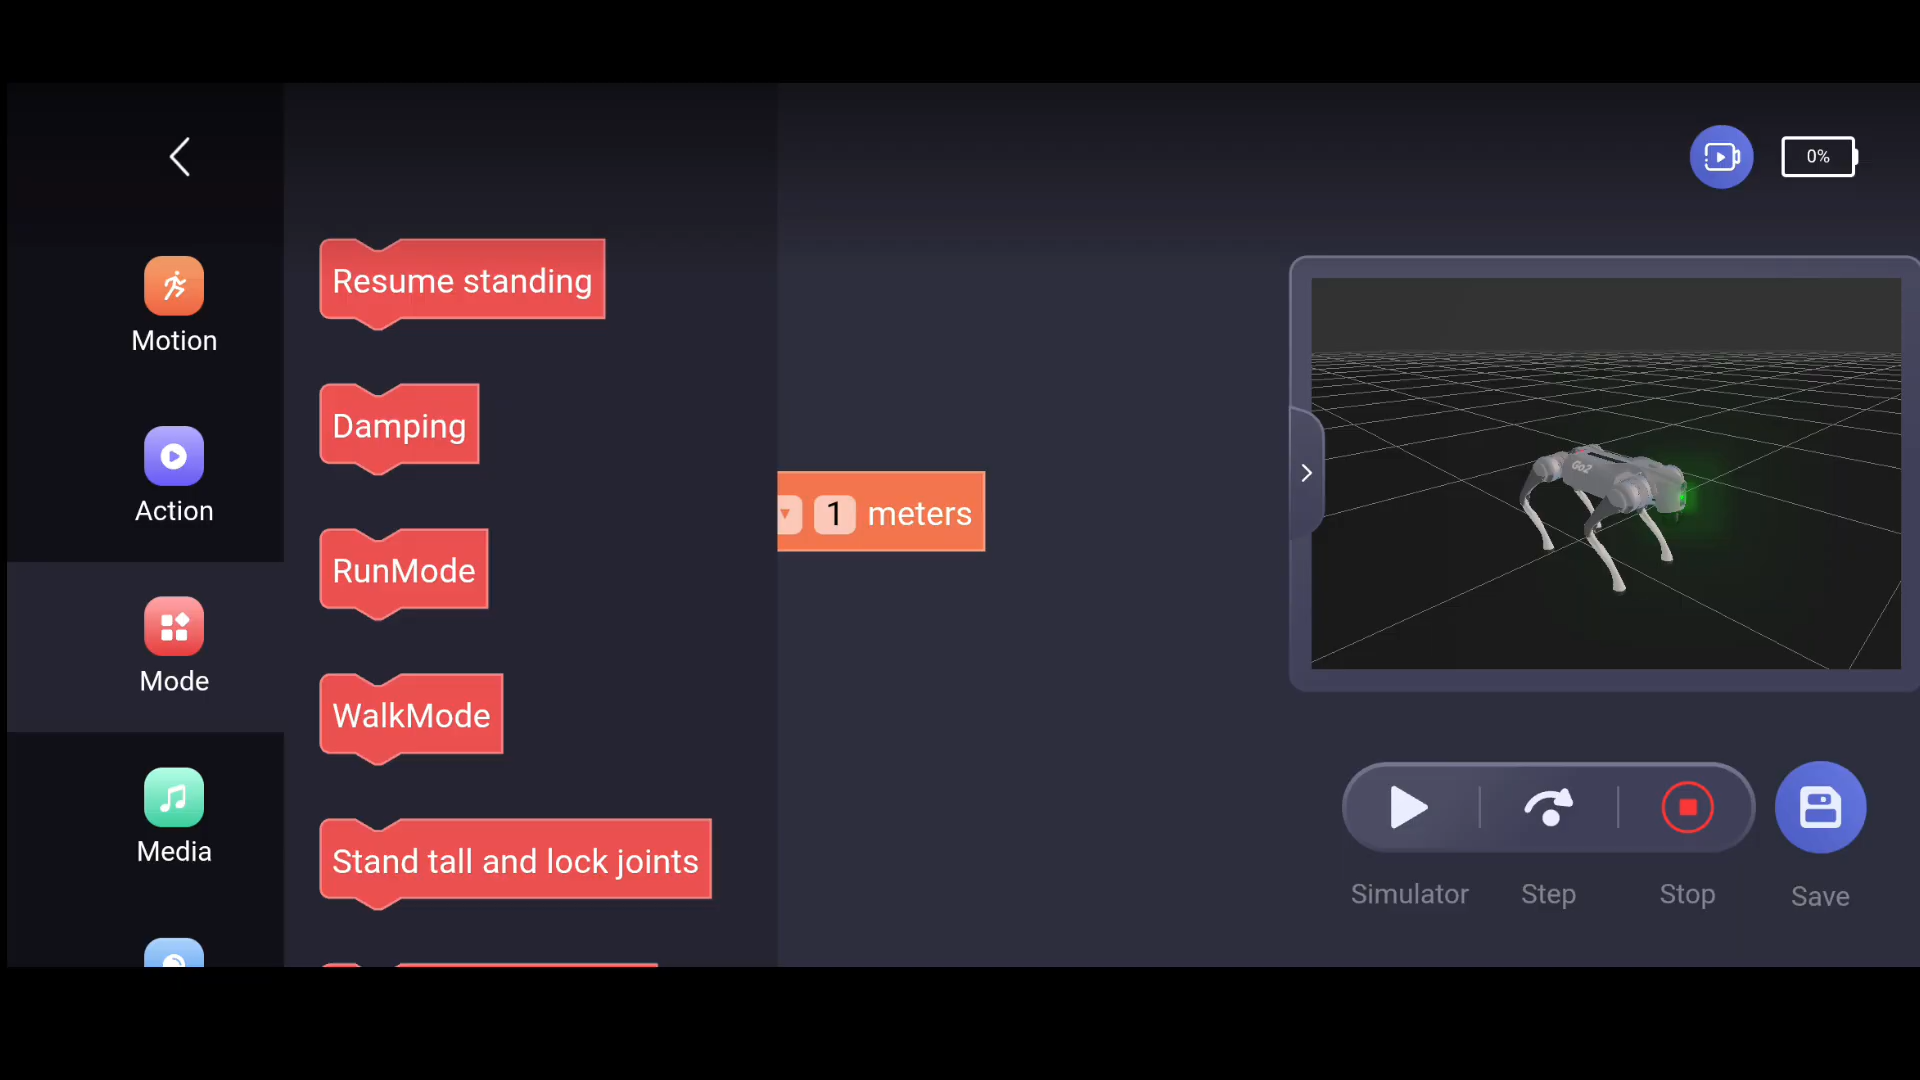 0%
Motion
Action
Mode
Media
Resume standing
Damping
RunMode
WalkMode
Stand tall and lock joints
1 meters
Go2
Simulator
Step
Stop
Save